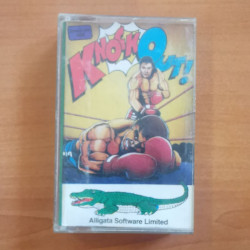 KNOCK
OUT!
Alligata Software Limited